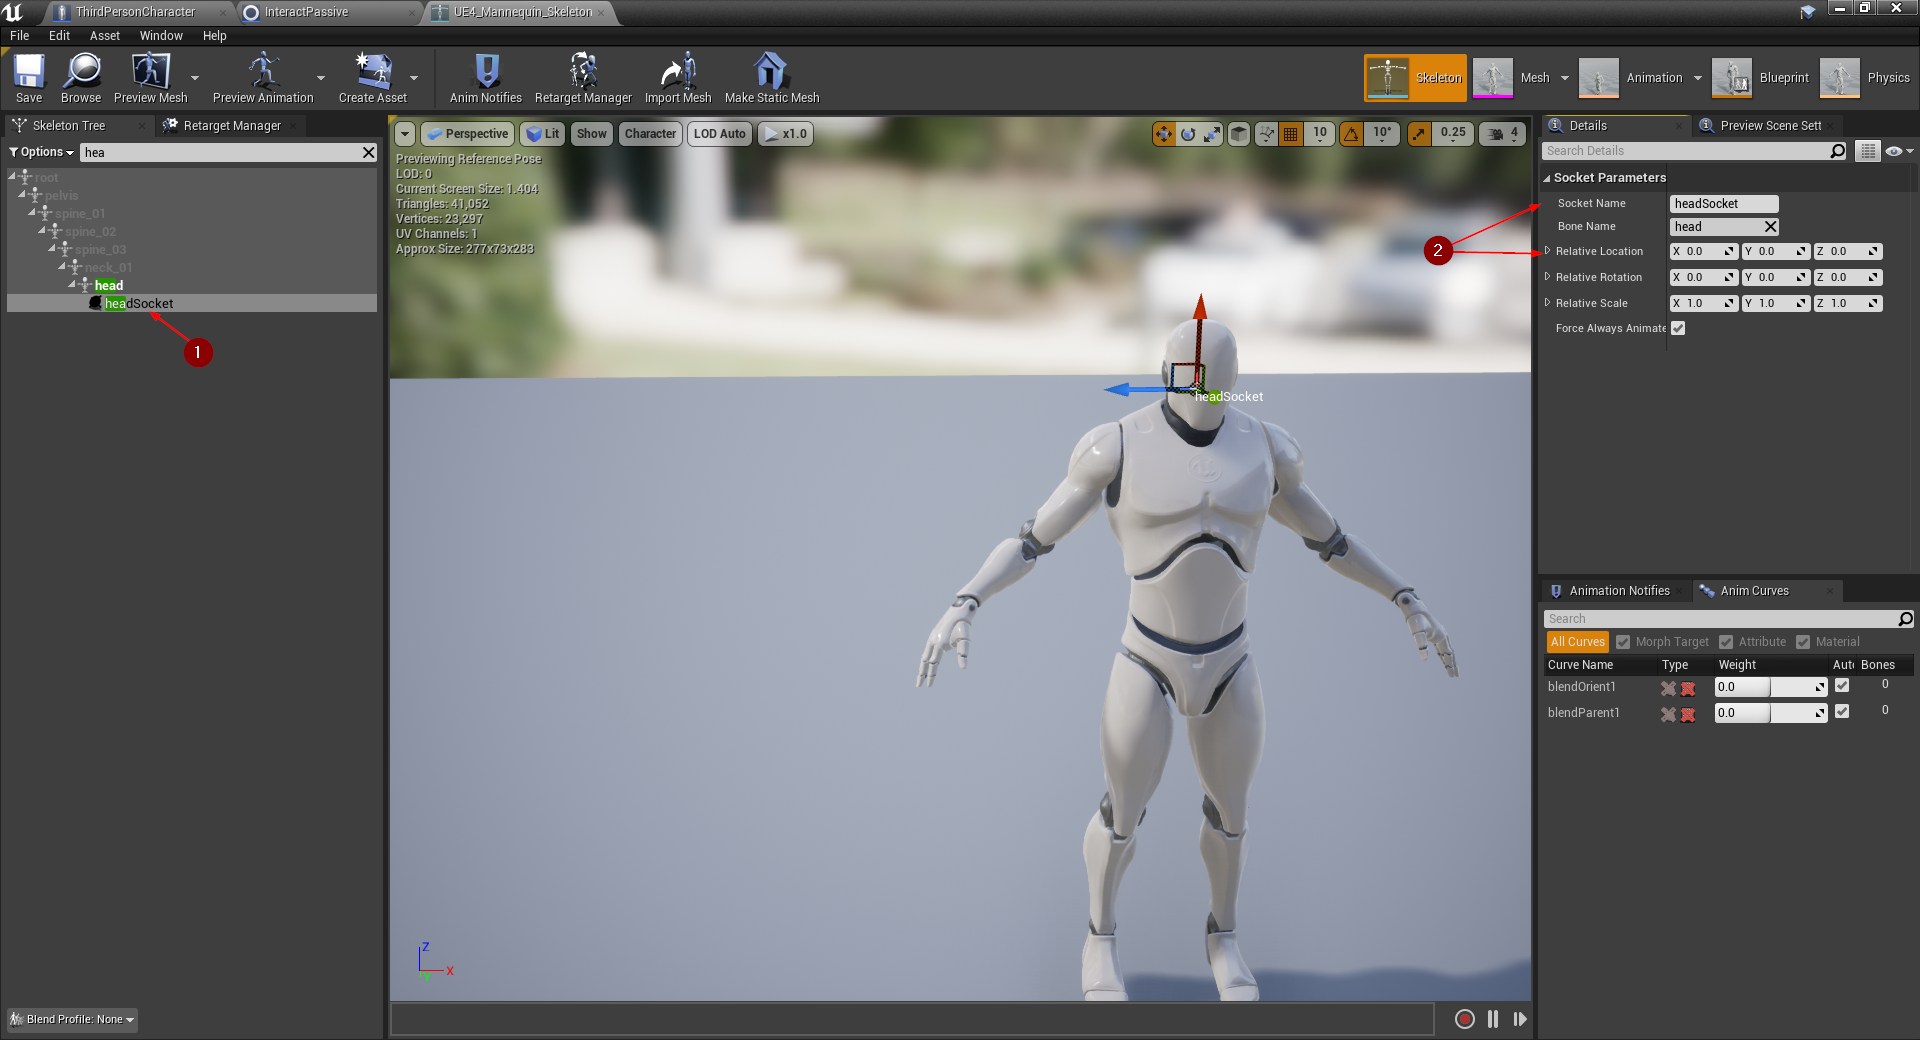 ThirdPersonCharacter
InteractPassive
UE4_Mannequin_Skeleton
File Edit Asset Window Help
Save
Browse
Preview Mesh
Preview Animation
Create Asset
Anim Notifies
Retarget Manager
Import Mesh
Make Static Mesh
Skeleton
Mesh
Animation
Blueprint
Physics
Skeleton Tree
Retarget Manager
Options
hea
root
pelvis
spine_01
spine_02
spine_03
neck_01
head
headSocket
1
Blend Profile: None
Perspective
Lit
Show
Character
LOD Auto
x1.0
10
10°
0.25
4
Previewing Reference Pose
LOD: 0
Current Screen Size: 1.404
Triangles: 41,052
Vertices: 23,297
UV Channels: 1
Approx Size: 277x73x283
headSocket
Z
X
2
Details
Preview Scene Sett
Search Details
Socket Parameters
Socket Name headSocket
Bone Name head
Relative Location X 0.0 Y 0.0 Z 0.0
Relative Rotation X 0.0 Y 0.0 Z 0.0
Relative Scale X 1.0 Y 1.0 Z 1.0
Force Always Animate
Animation Notifies
Anim Curves
Search
All Curves Morph Target Attribute Material
Curve Name Type Weight Aut Bones
blendOrient1 0.0 0
blendParent1 0.0 0